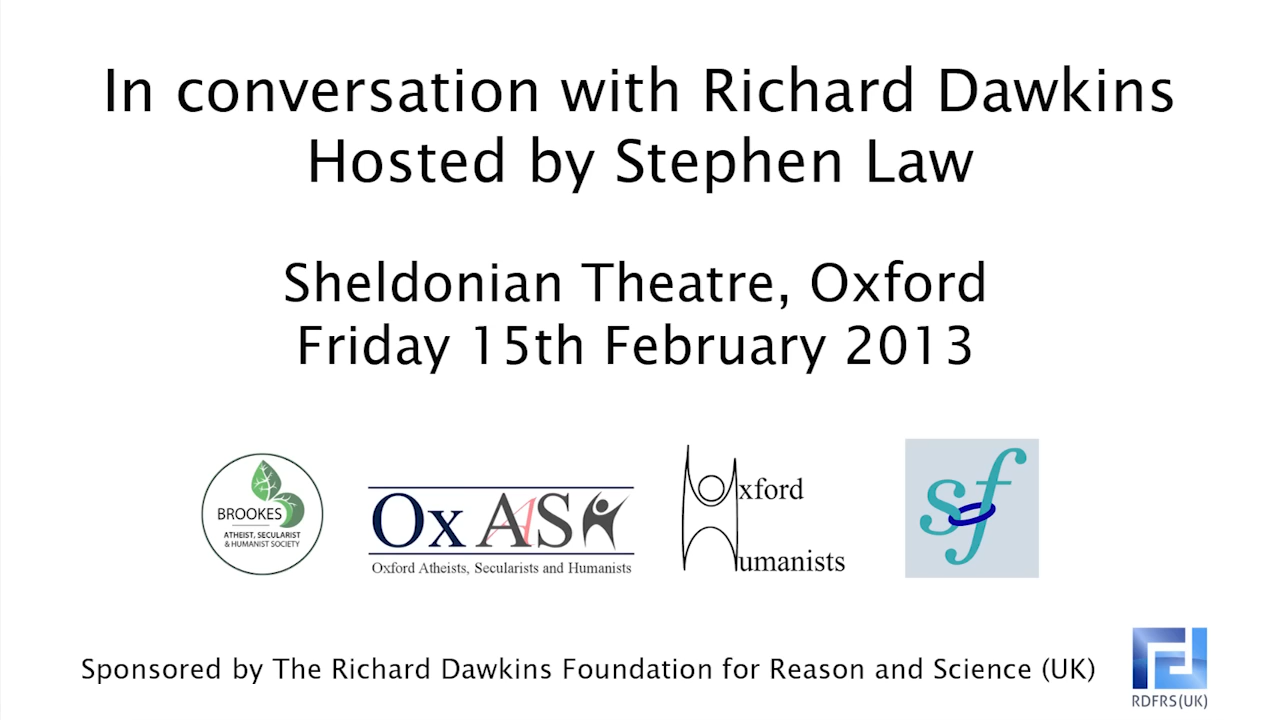 In conversation with Richard Dawkins
Hosted by Stephen Law
Sheldonian Theatre, Oxford
Friday 15th February 2013
BROOKES
ATHEIST, SECULARIST
& HUMANIST SOCIETY
Ox AASH
Oxford Atheists, Secularists and Humanists
Oxford
Humanists
sf
Sponsored by The Richard Dawkins Foundation for Reason and Science (UK)
RDFRS(UK)